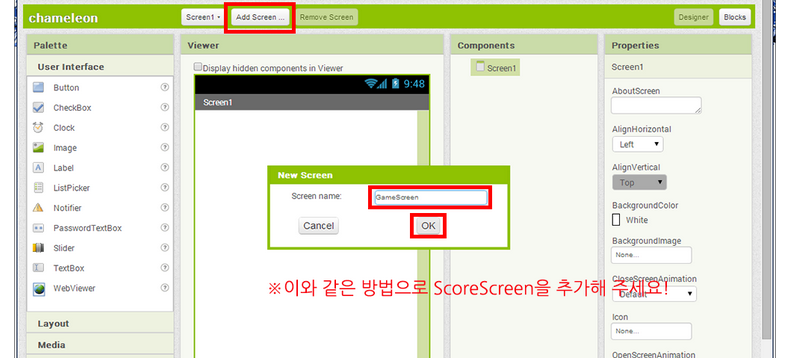 chameleon
Screen1
Add Screen ...
Remove Screen
Designer
Blocks
Palette
User Interface
Button
CheckBox
Clock
Image
Label
ListPicker
Notifier
PasswordTextBox
Slider
TextBox
WebViewer
Layout
Media
Viewer
Display hidden components in Viewer
9:48
Screen1
New Screen
Screen name:
GameScreen
Cancel
OK
※이와 같은 방법으로 ScoreScreen을 추가해 주세요!
Components
Screen1
Properties
Screen1
AboutScreen
AlignHorizontal
Left
AlignVertical
Top
BackgroundColor
White
BackgroundImage
None...
CloseScreenAnimation
Default
Icon
None...
OpenScreenAnimation